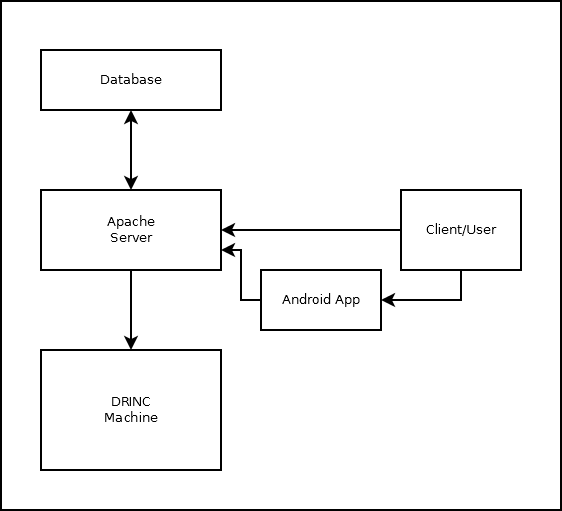 Database
Apache
Server
Client/User
Android App
DRINC
Machine